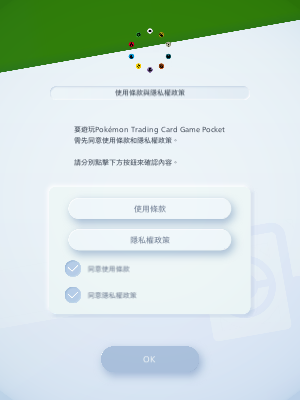 使用條款與隱私權政策
要遊玩Pokémon Trading Card Game Pocket
需先同意使用條款和隱私權政策。
請分別點擊下方按鈕來確認內容。
使用條款
隱私權政策
同意使用條款
同意隱私權政策
OK